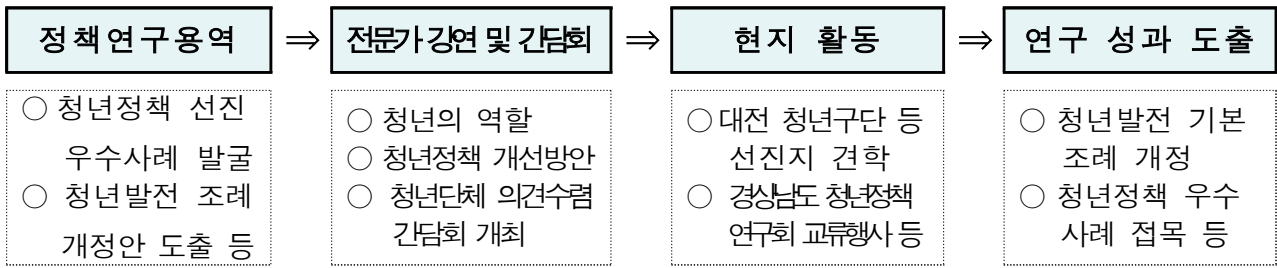 정책연구용역 ⇒ 전문가 강연 및 간담회 ⇒ 현지 활동 ⇒ 연구 성과 도출
○ 청년정책 선진
우수사례 발굴
○ 청년발전 조례
개정안 도출 등
○ 청년의 역할
○ 청년정책 개선방안
○ 청년단체 의견수렴
간담회 개최
○ 대전 청년구단 등
선진지 견학
○ 경상남도 청년정책
연구회 교류행사 등
○ 청년발전 기본
조례 개정
○ 청년정책 우수
사례 접목 등